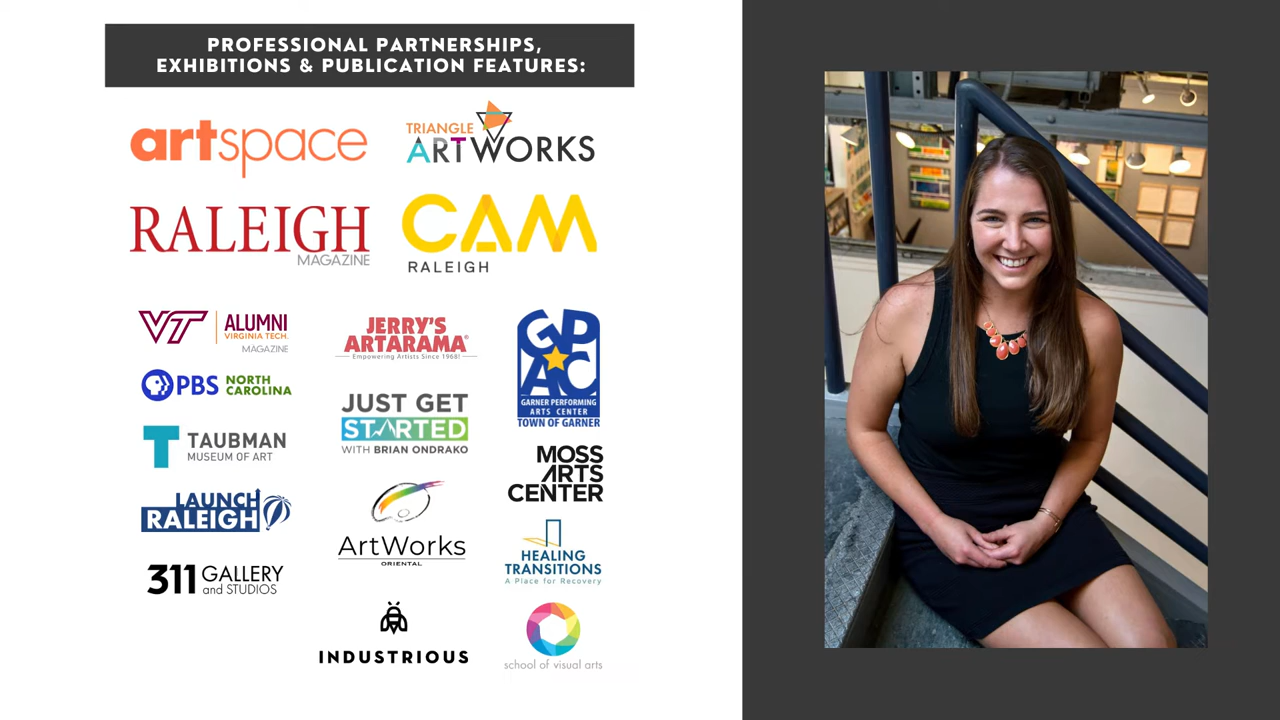 PROFESSIONAL PARTNERSHIPS,
EXHIBITIONS & PUBLICATION FEATURES:
artspace
TRIANGLE
ARTWORKS
RALEIGH
MAGAZINE
CAM
RALEIGH
VT ALUMNI
VIRGINIA TECH.
MAGAZINE
PBS NORTH
CAROLINA
TAUBMAN
MUSEUM OF ART
LAUNCH
RALEIGH
311 GALLERY
and STUDIOS
JERRY'S
ARTARAMA®
Empowering Artists Since 1968!
JUST GET
STARTED
WITH BRIAN ONDRAKO
ArtWorks
ORIENTAL
INDUSTRIOUS
GPAC
GARNER PERFORMING
ARTS CENTER
TOWN OF GARNER
MOSS
ARTS
CENTER
HEALING
TRANSITIONS
A Place for Recovery
school of visual arts